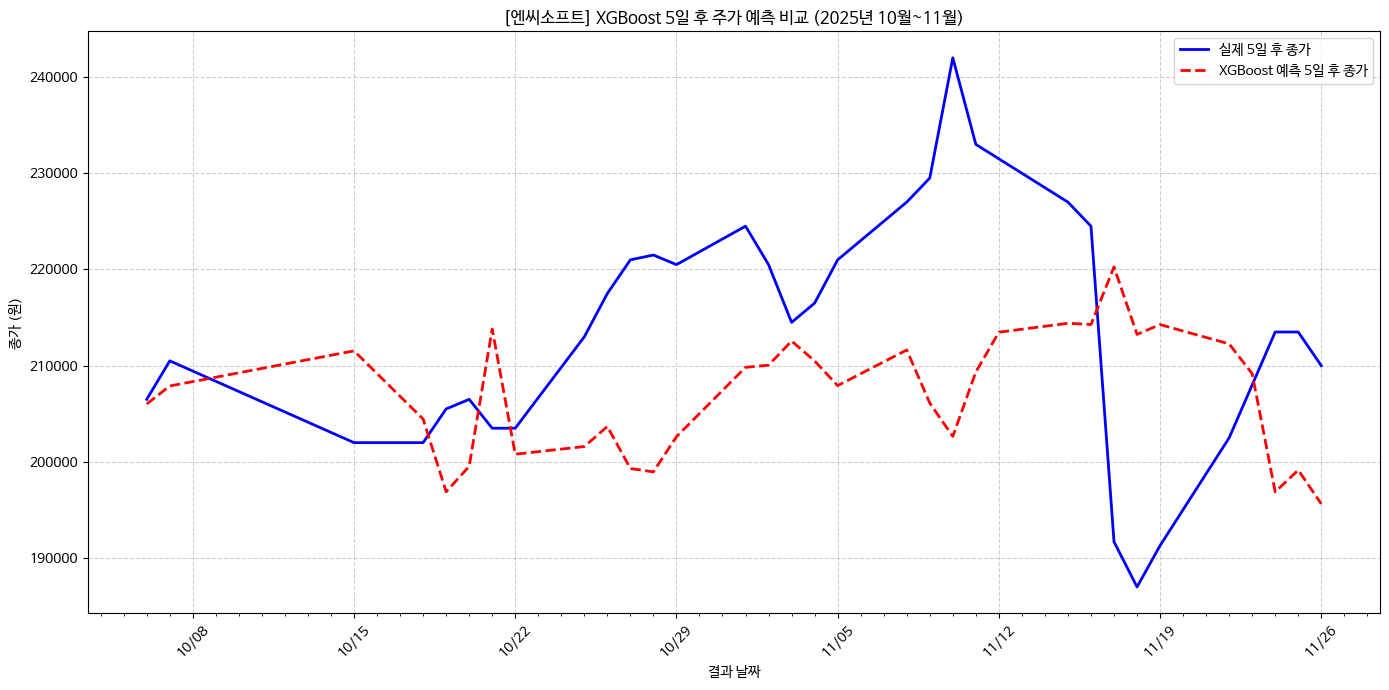 [엔씨소프트] XGBoost 5일 후 주가 예측 비교 (2025년 10월~11월)
실제 5일 후 종가
XGBoost 예측 5일 후 종가
종가 (원)
240000
230000
220000
210000
200000
190000
10/08
10/15
10/22
10/29
11/05
11/12
11/19
11/26
결과 날짜